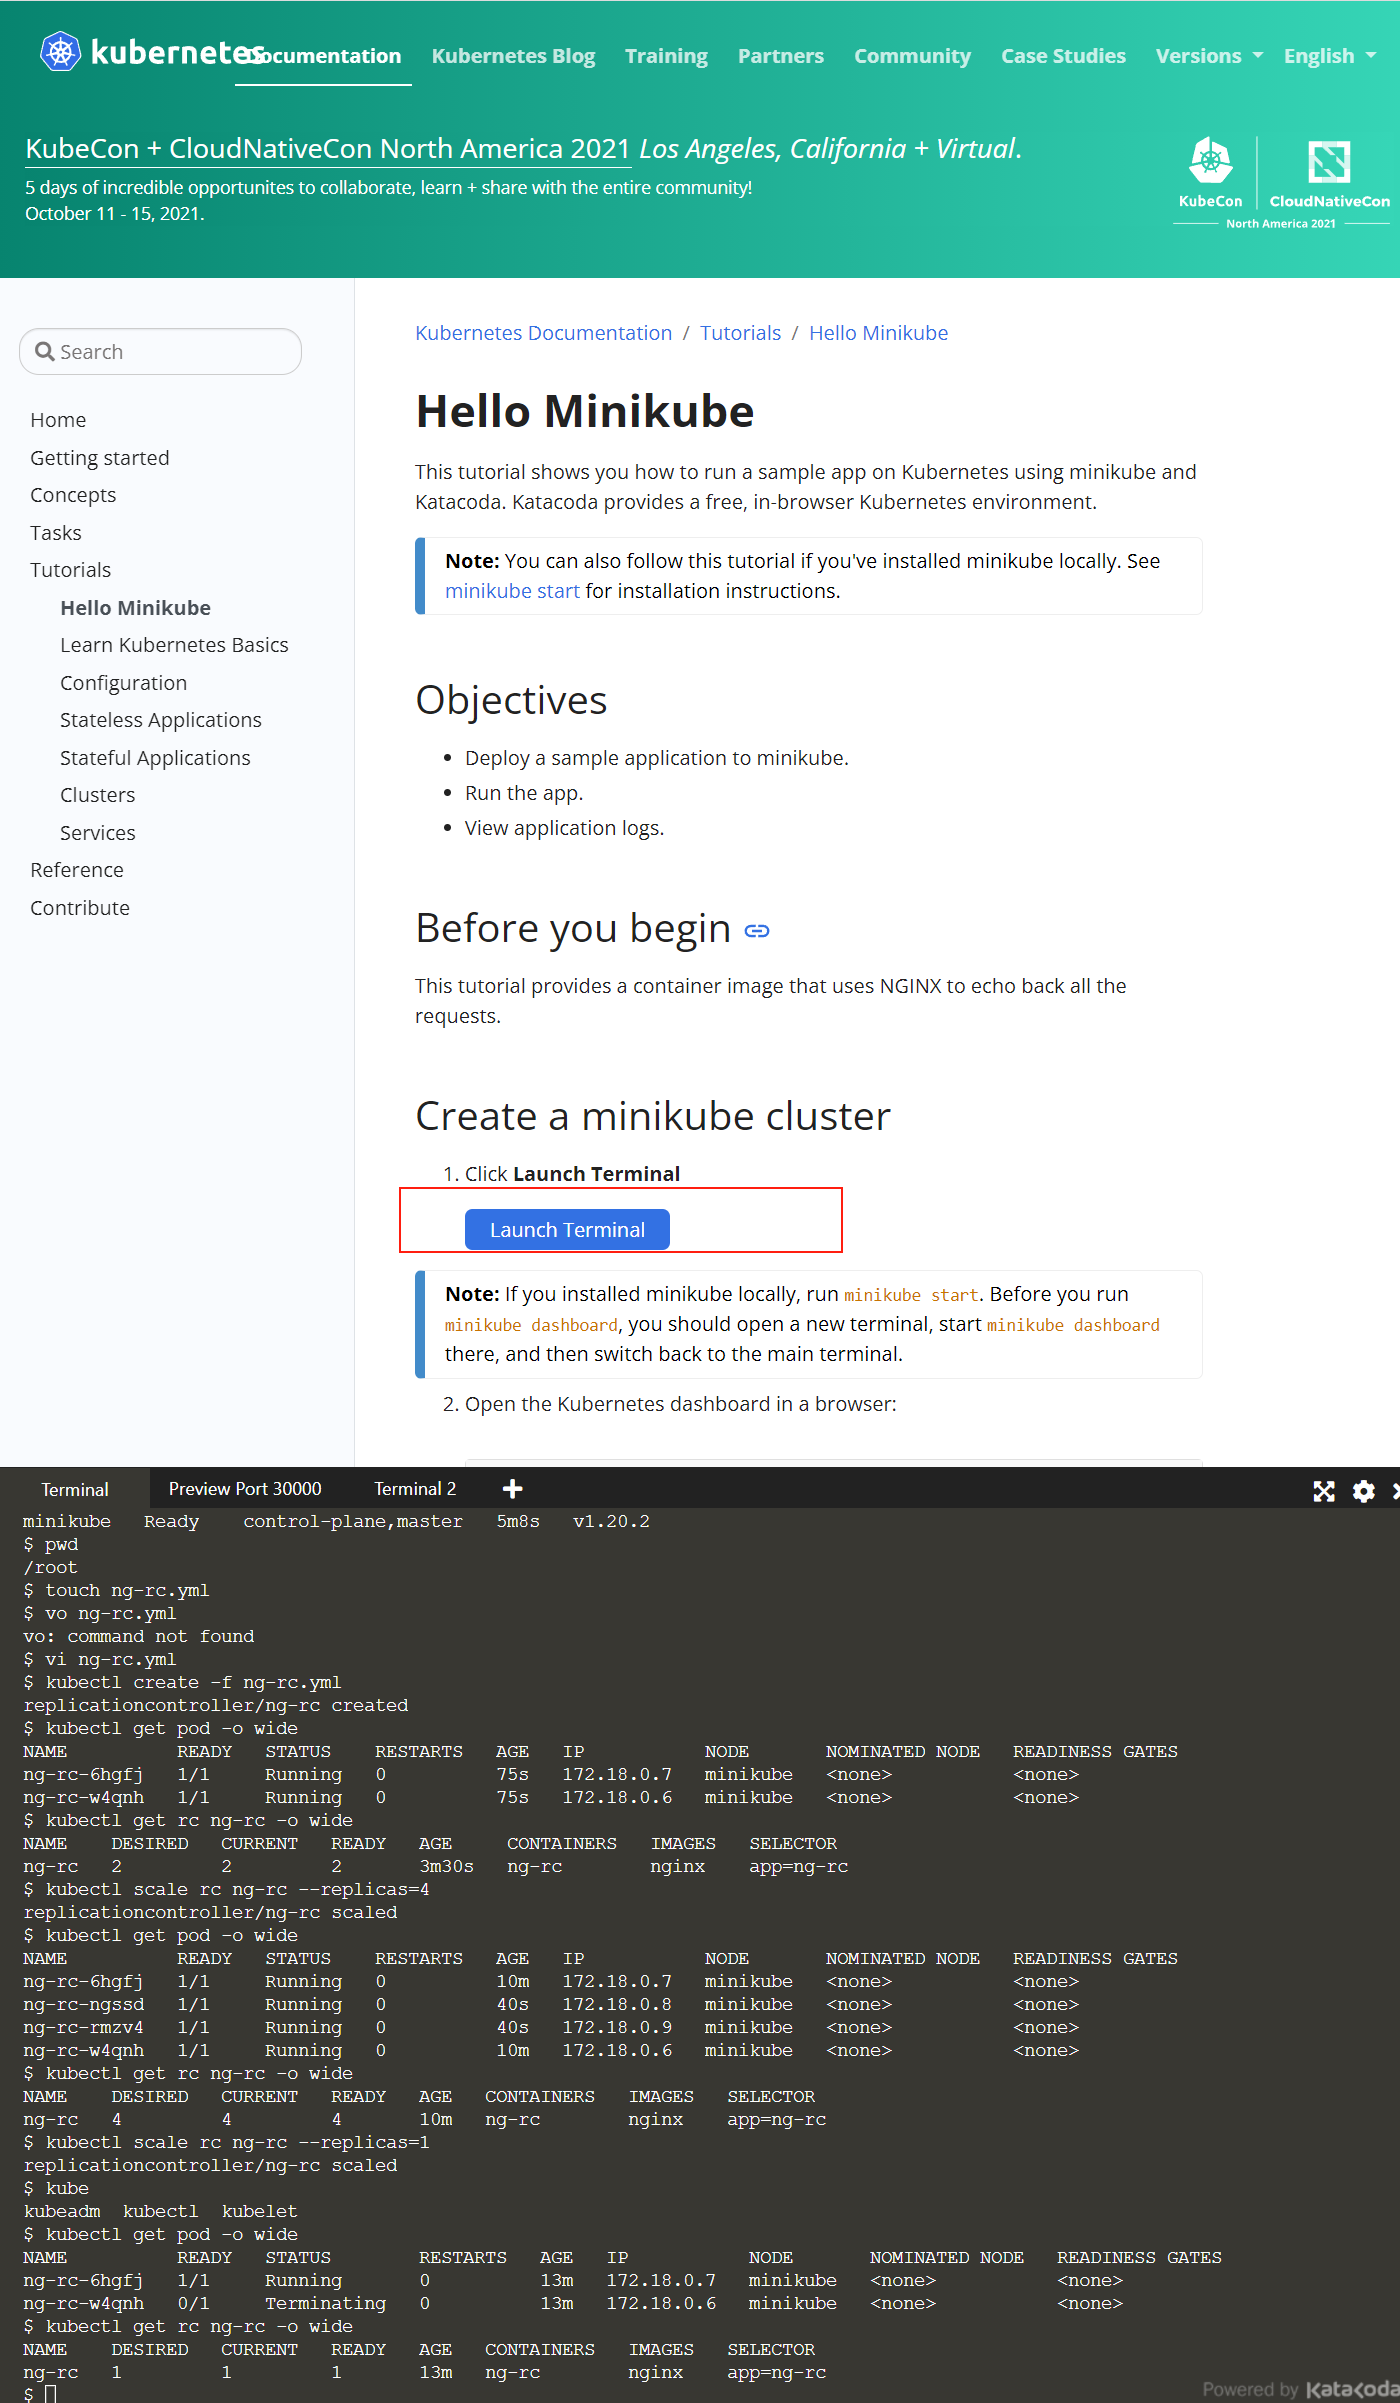 kubernetes
Documentation Kubernetes Blog Training Partners Community Case Studies Versions English
KubeCon + CloudNativeCon North America 2021 Los Angeles, California + Virtual.
5 days of incredible opportunites to collaborate, learn + share with the entire community!
October 11 - 15, 2021.
KubeCon CloudNativeCon
North America 2021
Search
Home
Getting started
Concepts
Tasks
Tutorials
Hello Minikube
Learn Kubernetes Basics
Configuration
Stateless Applications
Stateful Applications
Clusters
Services
Reference
Contribute
Kubernetes Documentation / Tutorials / Hello Minikube
Hello Minikube
This tutorial shows you how to run a sample app on Kubernetes using minikube and
Katacoda. Katacoda provides a free, in-browser Kubernetes environment.
Note: You can also follow this tutorial if you've installed minikube locally. See
minikube start for installation instructions.
Objectives
• Deploy a sample application to minikube.
• Run the app.
• View application logs.
Before you begin
This tutorial provides a container image that uses NGINX to echo back all the
requests.
Create a minikube cluster
1. Click Launch Terminal
Launch Terminal
Note: If you installed minikube locally, run minikube start. Before you run
minikube dashboard, you should open a new terminal, start minikube dashboard
there, and then switch back to the main terminal.
2. Open the Kubernetes dashboard in a browser:
Terminal Preview Port 30000 Terminal 2
minikube Ready control-plane,master 5m8s v1.20.2
$ pwd
/root
$ touch ng-rc.yml
$ vo ng-rc.yml
vo: command not found
$ vi ng-rc.yml
$ kubectl create -f ng-rc.yml
replicationcontroller/ng-rc created
$ kubectl get pod -o wide
NAME READY STATUS RESTARTS AGE IP NODE NOMINATED NODE READINESS GATES
ng-rc-6hgfj 1/1 Running 0 75s 172.18.0.7 minikube <none> <none>
ng-rc-w4qnh 1/1 Running 0 75s 172.18.0.6 minikube <none> <none>
$ kubectl get rc ng-rc -o wide
NAME DESIRED CURRENT READY AGE CONTAINERS IMAGES SELECTOR
ng-rc 2 2 2 3m30s ng-rc nginx app=ng-rc
$ kubectl scale rc ng-rc --replicas=4
replicationcontroller/ng-rc scaled
$ kubectl get pod -o wide
NAME READY STATUS RESTARTS AGE IP NODE NOMINATED NODE READINESS GATES
ng-rc-6hgfj 1/1 Running 0 10m 172.18.0.7 minikube <none> <none>
ng-rc-ngssd 1/1 Running 0 40s 172.18.0.8 minikube <none> <none>
ng-rc-rmzv4 1/1 Running 0 40s 172.18.0.9 minikube <none> <none>
ng-rc-w4qnh 1/1 Running 0 10m 172.18.0.6 minikube <none> <none>
$ kubectl get rc ng-rc -o wide
NAME DESIRED CURRENT READY AGE CONTAINERS IMAGES SELECTOR
ng-rc 4 4 4 10m ng-rc nginx app=ng-rc
$ kubectl scale rc ng-rc --replicas=1
replicationcontroller/ng-rc scaled
$ kube
kubeadm kubectl kubelet
$ kubectl get pod -o wide
NAME READY STATUS RESTARTS AGE IP NODE NOMINATED NODE READINESS GATES
ng-rc-6hgfj 1/1 Running 0 13m 172.18.0.7 minikube <none> <none>
ng-rc-w4qnh 0/1 Terminating 0 13m 172.18.0.6 minikube <none> <none>
$ kubectl get rc ng-rc -o wide
NAME DESIRED CURRENT READY AGE CONTAINERS IMAGES SELECTOR
ng-rc 1 1 1 13m ng-rc nginx app=ng-rc
$
Powered by Katacoda